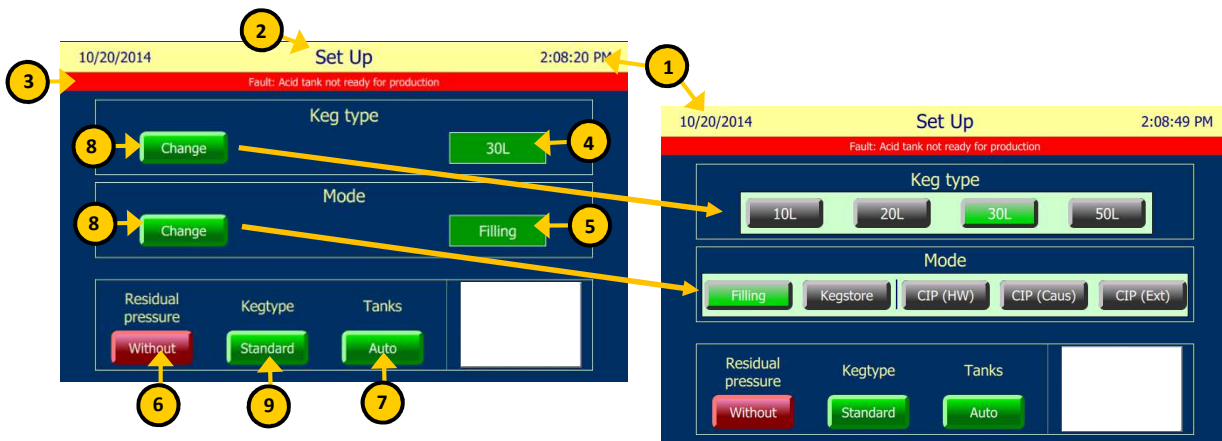 2
10/20/2014 Set Up 2:08:20 PM
1
3
Fault: Acid tank not ready for production
Keg type
8 Change 30L 4
Mode
8 Change Filling 5
Residual
pressure
Kegtype Tanks
Without Standard Auto
6 9 7
10/20/2014 Set Up 2:08:49 PM
Fault: Acid tank not ready for production
Keg type
10L 20L 30L 50L
Mode
Filling Kegstore CIP (HW) CIP (Caus) CIP (Ext)
Residual
pressure
Kegtype Tanks
Without Standard Auto